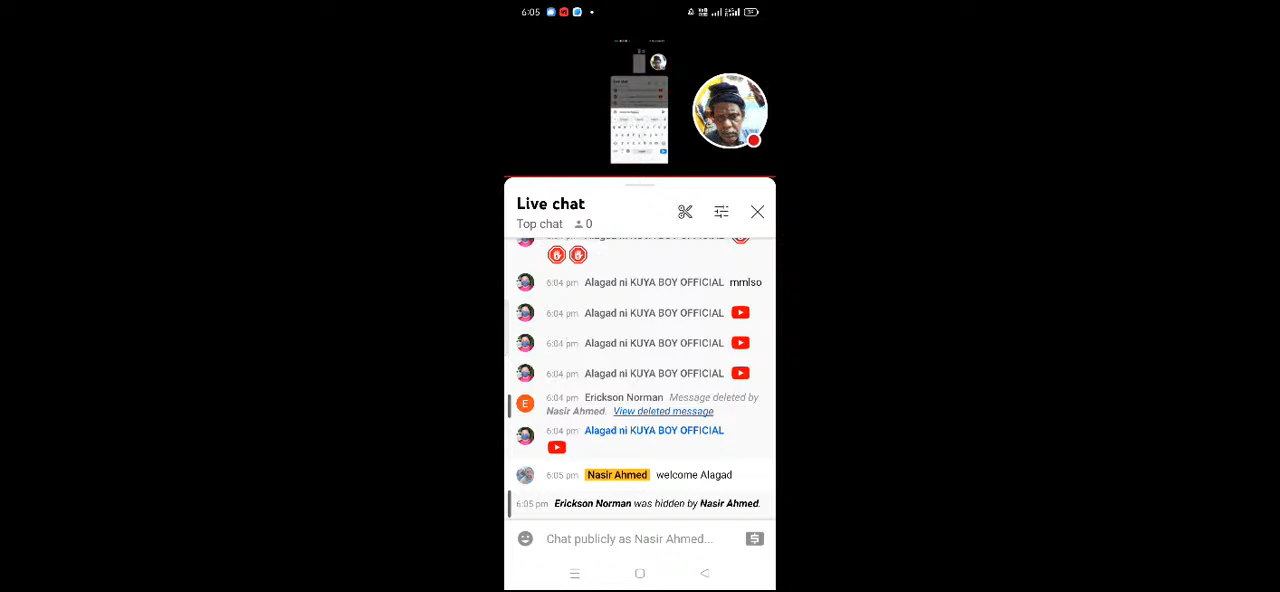 6:05
Live chat
Top chat 0
6:04 pm Alagad ni KUYA BOY OFFICIAL mmlso
6:04 pm Alagad ni KUYA BOY OFFICIAL
6:04 pm Alagad ni KUYA BOY OFFICIAL
6:04 pm Alagad ni KUYA BOY OFFICIAL
E 6:04 pm Erickson Norman Message deleted by
Nasir Ahmed. View deleted message
6:04 pm Alagad ni KUYA BOY OFFICIAL
6:05 pm Nasir Ahmed welcome Alagad
6:05 pm Erickson Norman was hidden by Nasir Ahmed.
Chat publicly as Nasir Ahmed...